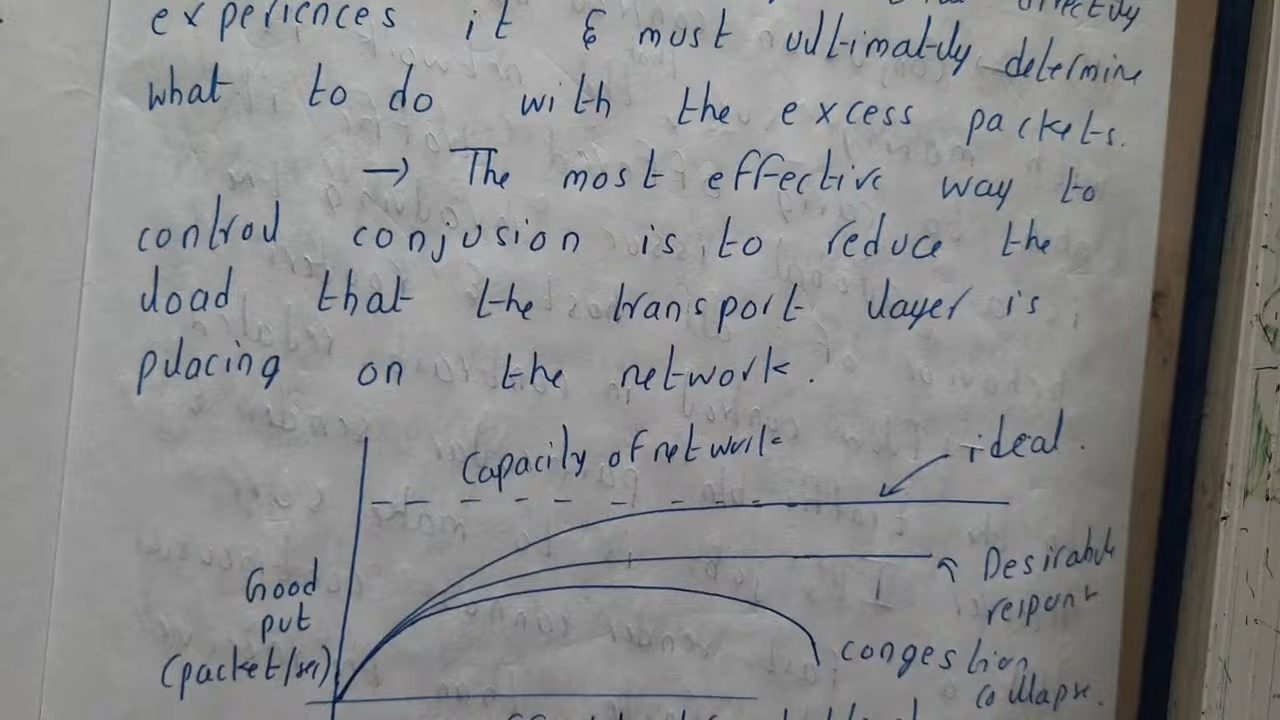 directly
experiences it & must ultimately determine
what to do with the excess packets.
→ The most effective way to
control conjusion is to reduce the
load that the transport layer is
placing on the network.
Capacity of network
ideal.
Good
put
(packet/sec)
Desirable
congestion
collapse.